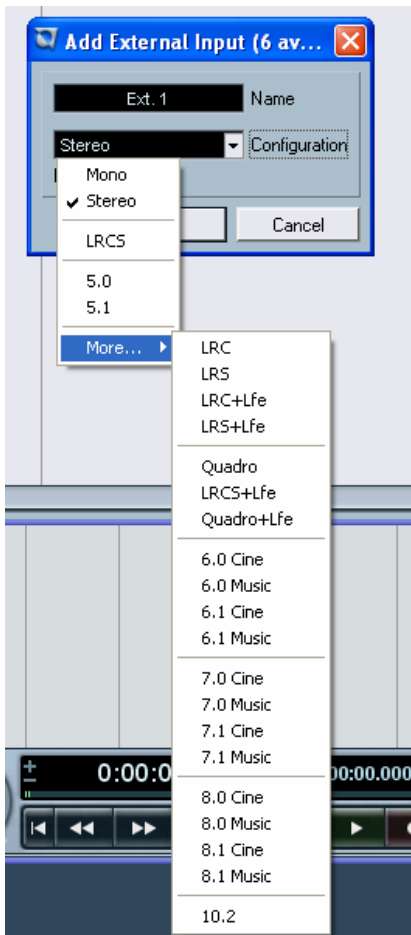 Add External Input (6 av...
Ext. 1 Name
Stereo Configuration
Cancel
Mono
Stereo
LRCS
5.0
5.1
More...
LRC
LRS
LRC+Lfe
LRS+Lfe
Quadro
LRCS+Lfe
Quadro+Lfe
6.0 Cine
6.0 Music
6.1 Cine
6.1 Music
7.0 Cine
7.0 Music
7.1 Cine
7.1 Music
8.0 Cine
8.0 Music
8.1 Cine
8.1 Music
10.2
0:00:0 00:00.000